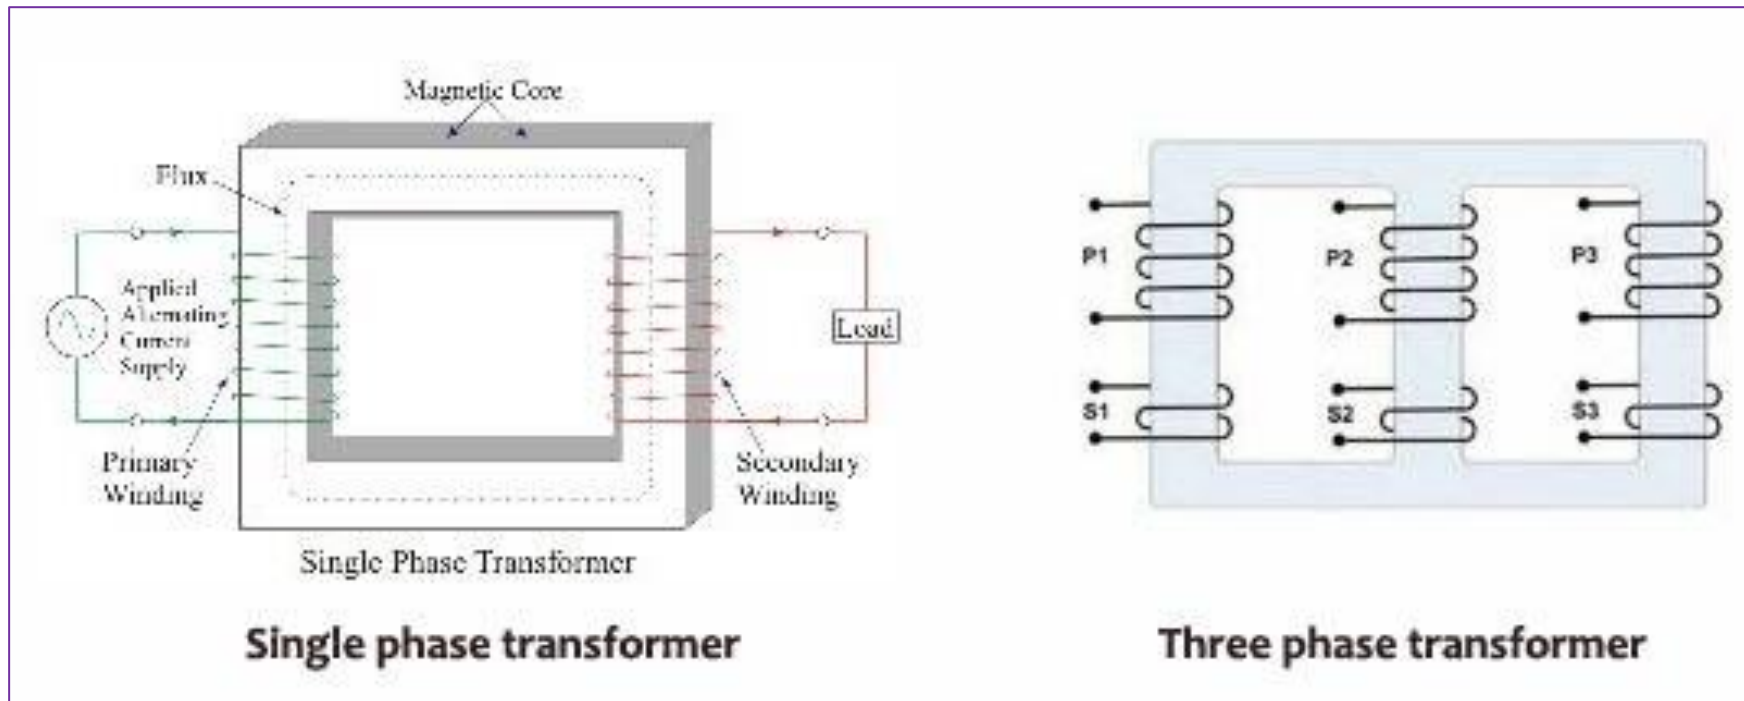 Magnetic Core
Flux
Applied
Alternating
Current
Supply
Load
Primary
Winding
Secondary
Winding
Single Phase Transformer
Single phase transformer
P1
P2
P3
S1
S2
S3
Three phase transformer